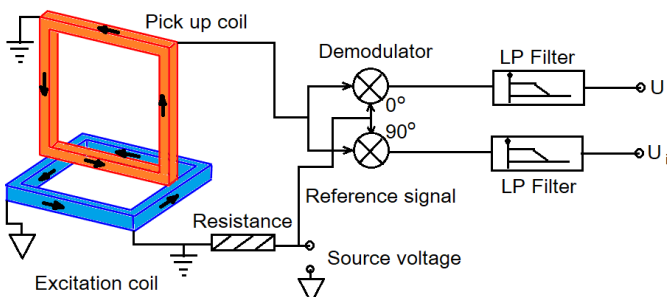 Pick up coil
Demodulator
LP Filter
U
0°
90°
U i
LP Filter
Reference signal
Resistance
Source voltage
Excitation coil